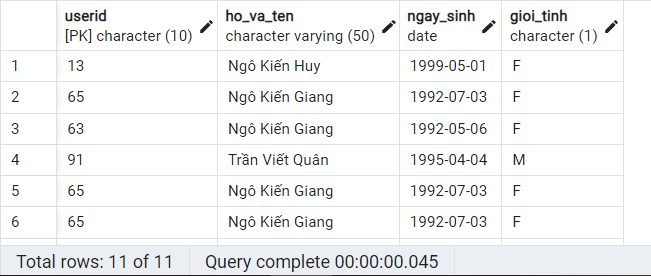 userid ho_va_ten ngay_sinh gioi_tinh
[PK] character (10) character varying (50) date character (1)
1 13 Ngô Kiến Huy 1999-05-01 F
2 65 Ngô Kiến Giang 1992-07-03 F
3 63 Ngô Kiến Giang 1992-05-06 F
4 91 Trần Viết Quân 1995-04-04 M
5 65 Ngô Kiến Giang 1992-07-03 F
6 65 Ngô Kiến Giang 1992-07-03 F
Total rows: 11 of 11 Query complete 00:00:00.045